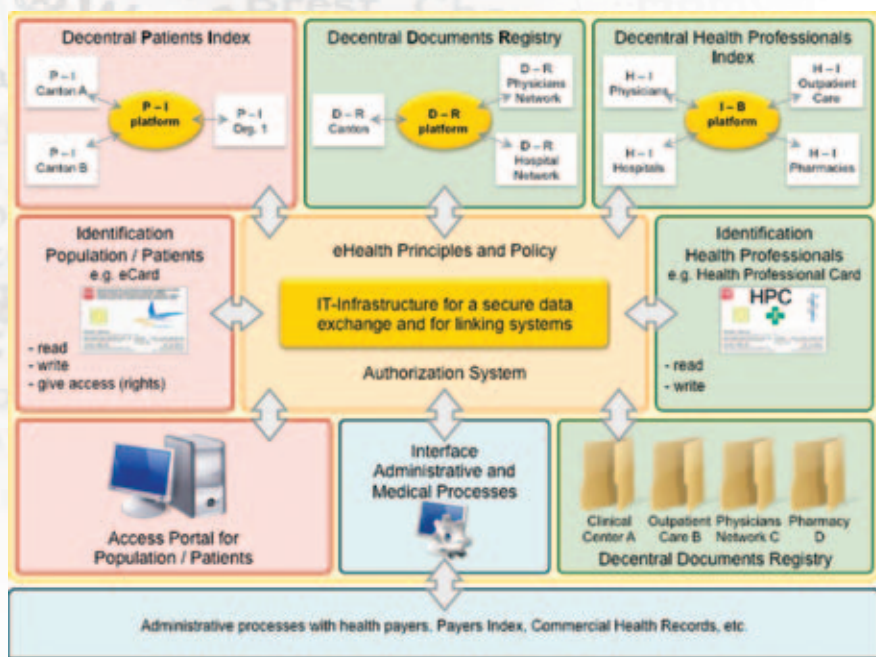 Decentral Patients Index
P – I
Canton A
P – I
Canton B
P – I
platform
P – I
Org. 1
Decentral Documents Registry
D – R
Canton
D – R
platform
D – R
Physicians
Network
D – R
Hospital
Network
Decentral Health Professionals
Index
H – I
Physicians
H – I
Hospitals
I – B
platform
H – I
Outpatient
Care
H – I
Pharmacies
Identification
Population / Patients
e.g. eCard
- read
- write
- give access (rights)
eHealth Principles and Policy
IT-Infrastructure for a secure data
exchange and for linking systems
Authorization System
Identification
Health Professionals
e.g. Health Professional Card
HPC
- read
- write
Access Portal for
Population / Patients
Interface
Administrative and
Medical Processes
Clinical
Center A
Outpatient
Care B
Physicians
Network C
Pharmacy
D
Decentral Documents Registry
Administrative processes with health payers, Payers Index, Commercial Health Records, etc.